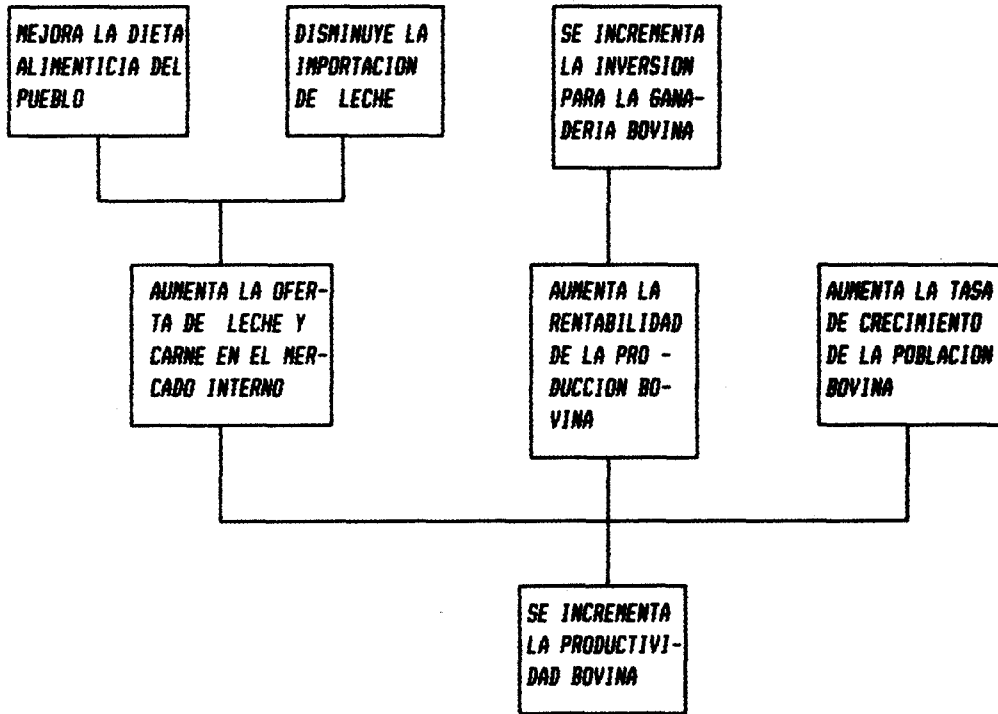 MEJORA LA DIETA
ALIMENTICIA DEL
PUEBLO
DISMINUYE LA
IMPORTACION
DE LECHE
SE INCREMENTA
LA INVERSION
PARA LA GANA-
DERIA BOVINA
AUMENTA LA OFER-
TA DE LECHE Y
CARNE EN EL MER-
CADO INTERNO
AUMENTA LA
RENTABILIDAD
DE LA PRO -
DUCCION BO-
VINA
AUMENTA LA TASA
DE CRECIMIENTO
DE LA POBLACION
BOVINA
SE INCREMENTA
LA PRODUCTIVI-
DAD BOVINA